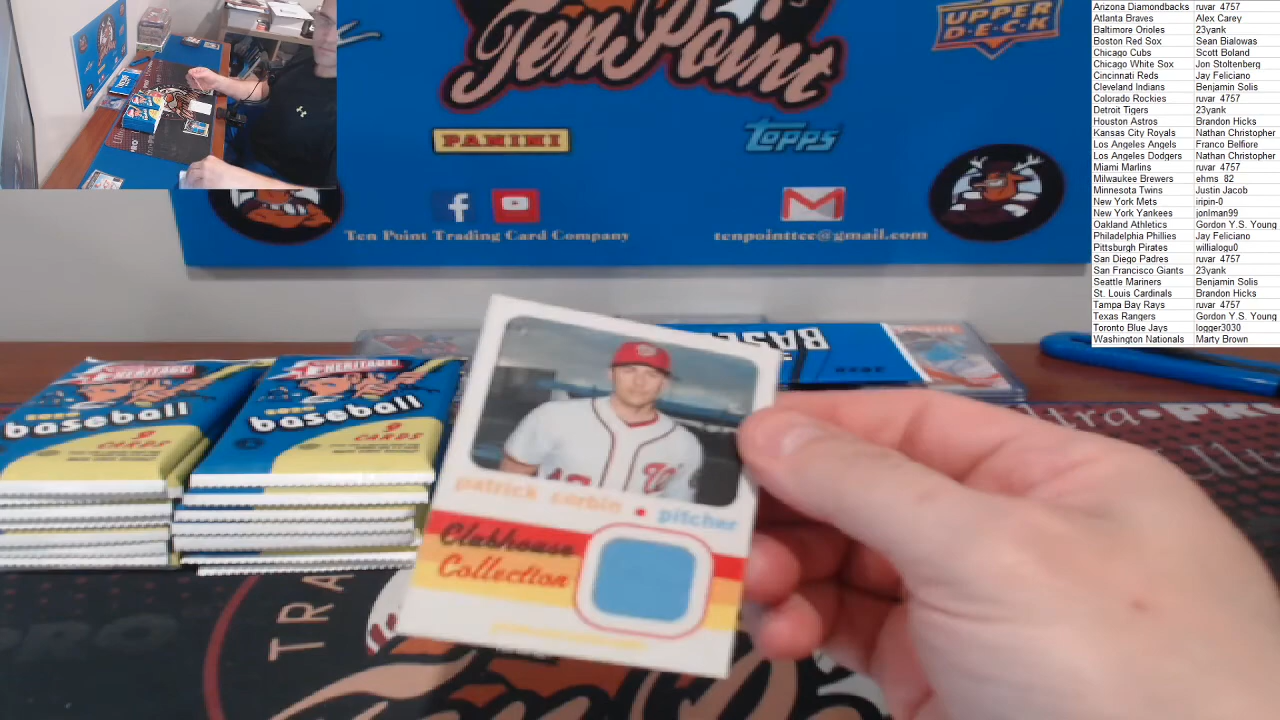 TenPoint
UPPER
D·E·C·K
PANINI
topps
Ten Point Trading Card Company
tenpointtcc@gmail.com
Arizona Diamondbacks ruvar 4757
Atlanta Braves Alex Carey
Baltimore Orioles 23yank
Boston Red Sox Sean Bialowas
Chicago Cubs Scott Boland
Chicago White Sox Jon Stoltenberg
Cincinnati Reds Jay Feliciano
Cleveland Indians Benjamin Solis
Colorado Rockies ruvar 4757
Detroit Tigers 23yank
Houston Astros Brandon Hicks
Kansas City Royals Nathan Christopher
Los Angeles Angels Franco Belfiore
Los Angeles Dodgers Nathan Christopher
Miami Marlins ruvar 4757
Milwaukee Brewers ehms 82
Minnesota Twins Justin Jacob
New York Mets iripin-0
New York Yankees jonlman99
Oakland Athletics Gordon Y.S. Young
Philadelphia Phillies Jay Feliciano
Pittsburgh Pirates willialogu0
San Diego Padres ruvar 4757
San Francisco Giants 23yank
Seattle Mariners Benjamin Solis
St. Louis Cardinals Brandon Hicks
Tampa Bay Rays ruvar 4757
Texas Rangers Gordon Y.S. Young
Toronto Blue Jays logger3030
Washington Nationals Marty Brown
HERITAGE
2020
baseball
9
CARDS
HERITAGE
2020
baseball
9
CARDS
BASE
patrick corbin • pitcher
Clubhouse
Collection
ltra·PRO
TRA